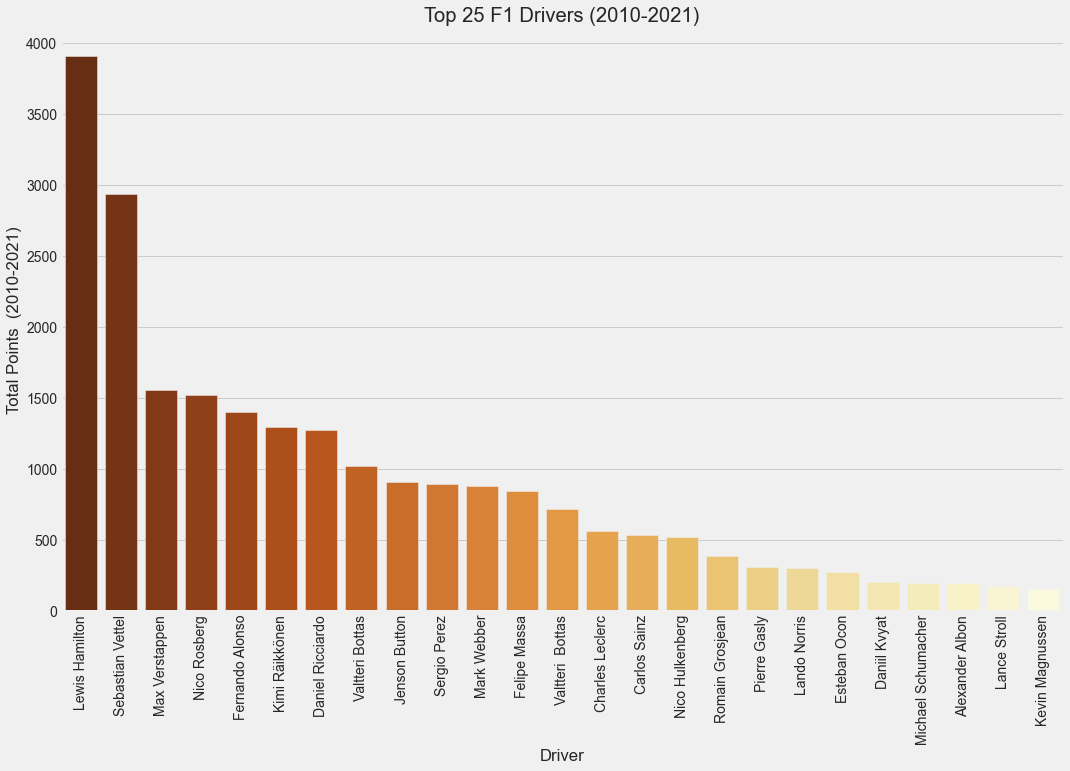 Top 25 F1 Drivers (2010-2021)
Total Points  (2010-2021)
4000
3500
3000
2500
2000
1500
1000
500
0
Lewis Hamilton
Sebastian Vettel
Max Verstappen
Nico Rosberg
Fernando Alonso
Kimi Räikkönen
Daniel Ricciardo
Valtteri Bottas
Jenson Button
Sergio Perez
Mark Webber
Felipe Massa
Valtteri  Bottas
Charles Leclerc
Carlos Sainz
Nico Hulkenberg
Romain Grosjean
Pierre Gasly
Lando Norris
Esteban Ocon
Daniil Kvyat
Michael Schumacher
Alexander Albon
Lance Stroll
Kevin Magnussen
Driver